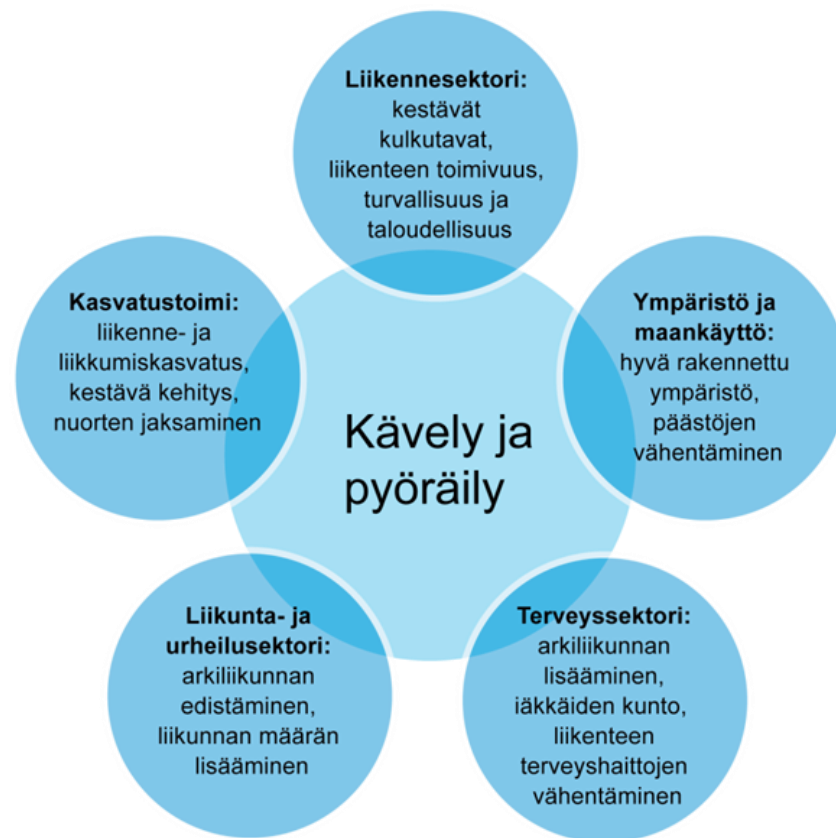 Liikennesektori:
kestävät
kulkutavat,
liikenteen toimivuus,
turvallisuus ja
taloudellisuus
Kasvatustoimi:
liikenne- ja
liikkumiskasvatus,
kestävä kehitys,
nuorten jaksaminen
Ympäristö ja
maankäyttö:
hyvä rakennettu
ympäristö,
päästöjen
vähentäminen
Kävely ja
pyöräily
Liikunta- ja
urheilusektori:
arkiliikunnan
edistäminen,
liikunnan määrän
lisääminen
Terveyssektori:
arkiliikunnan
lisääminen,
iäkkäiden kunto,
liikenteen
terveyshaittojen
vähentäminen